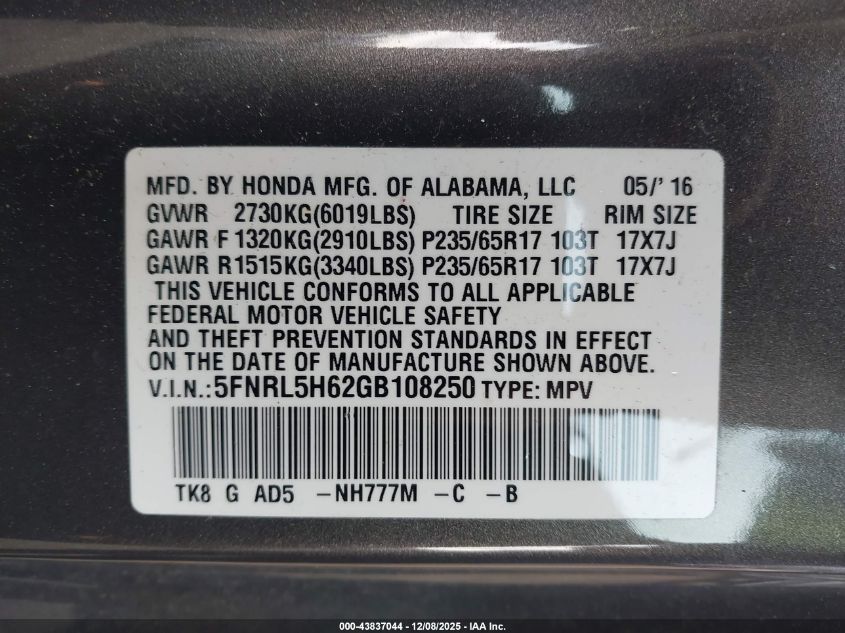 MFD. BY HONDA MFG. OF ALABAMA, LLC 05/' 16
GVWR 2730KG(6019LBS) TIRE SIZE RIM SIZE
GAWR F 1320KG(2910LBS) P235/65R17 103T 17X7J
GAWR R1515KG(3340LBS) P235/65R17 103T 17X7J
THIS VEHICLE CONFORMS TO ALL APPLICABLE
FEDERAL MOTOR VEHICLE SAFETY
AND THEFT PREVENTION STANDARDS IN EFFECT
ON THE DATE OF MANUFACTURE SHOWN ABOVE.
V.I.N.:5FNRL5H62GB108250 TYPE: MPV
TK8 G AD5 -NH777M -C -B
000-43837044 - 12/08/2025 - IAA Inc.